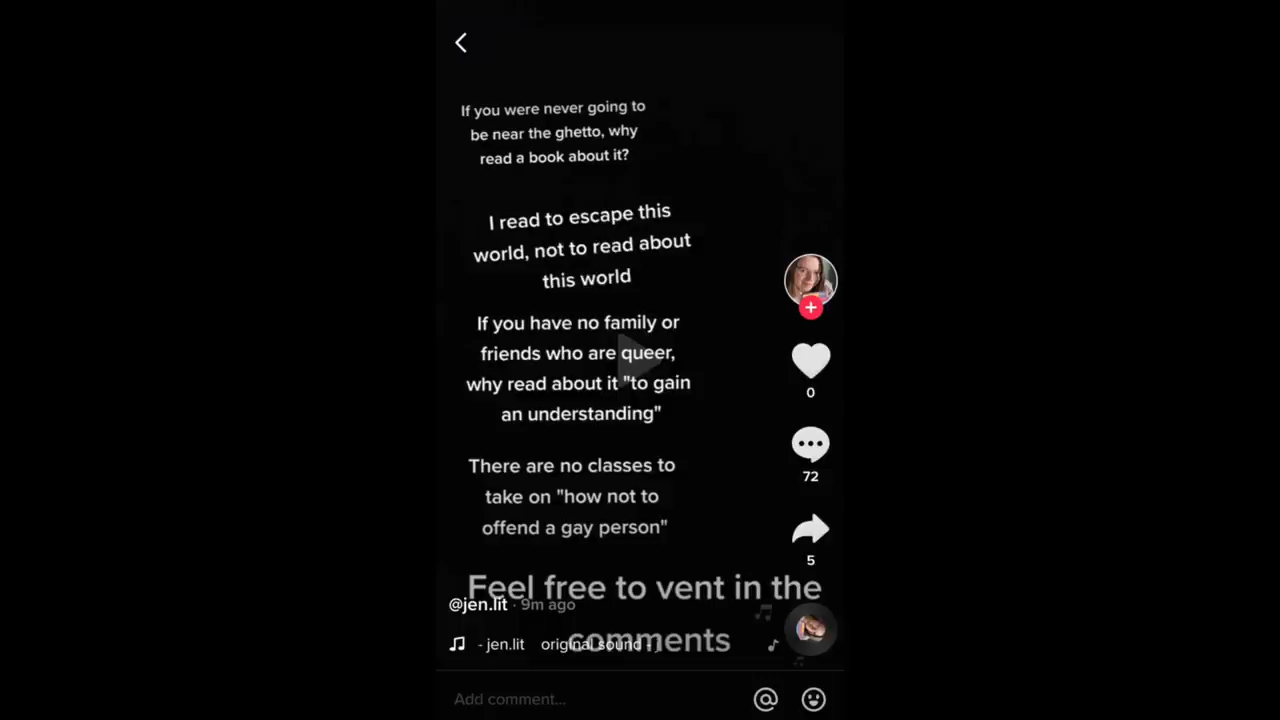 If you were never going to
be near the ghetto, why
read a book about it?
I read to escape this
world, not to read about
this world
If you have no family or
friends who are queer,
why read about it "to gain
an understanding"
There are no classes to
take on "how not to
offend a gay person"
Feel free to vent in the
comments
0
72
5
@jen.lit · 9m ago
- jen.lit original sound -
Add comment...